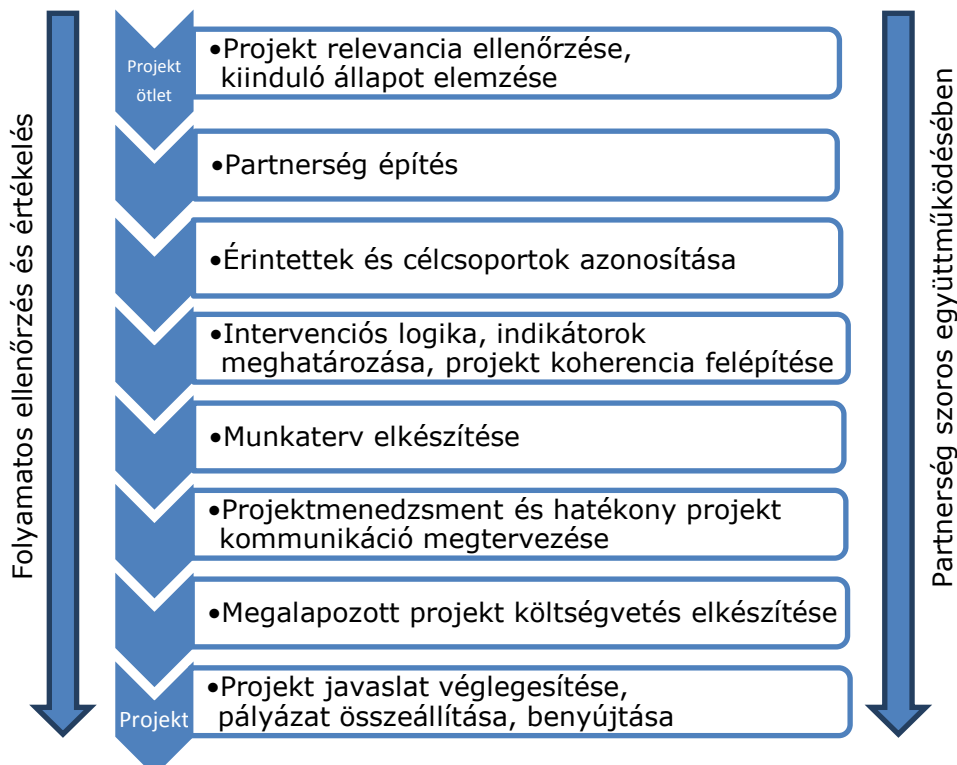 Folyamatos ellenőrzés és értékelés
Projekt
ötlet
•Projekt relevancia ellenőrzése,
kiinduló állapot elemzése
•Partnerség építés
•Érintettek és célcsoportok azonosítása
•Intervenciós logika, indikátorok
meghatározása, projekt koherencia felépítése
•Munkaterv elkészítése
•Projektmenedzsment és hatékony projekt
kommunikáció megtervezése
•Megalapozott projekt költségvetés elkészítése
Projekt
•Projekt javaslat véglegesítése,
pályázat összeállítása, benyújtása
Partnerség szoros együttműködésében